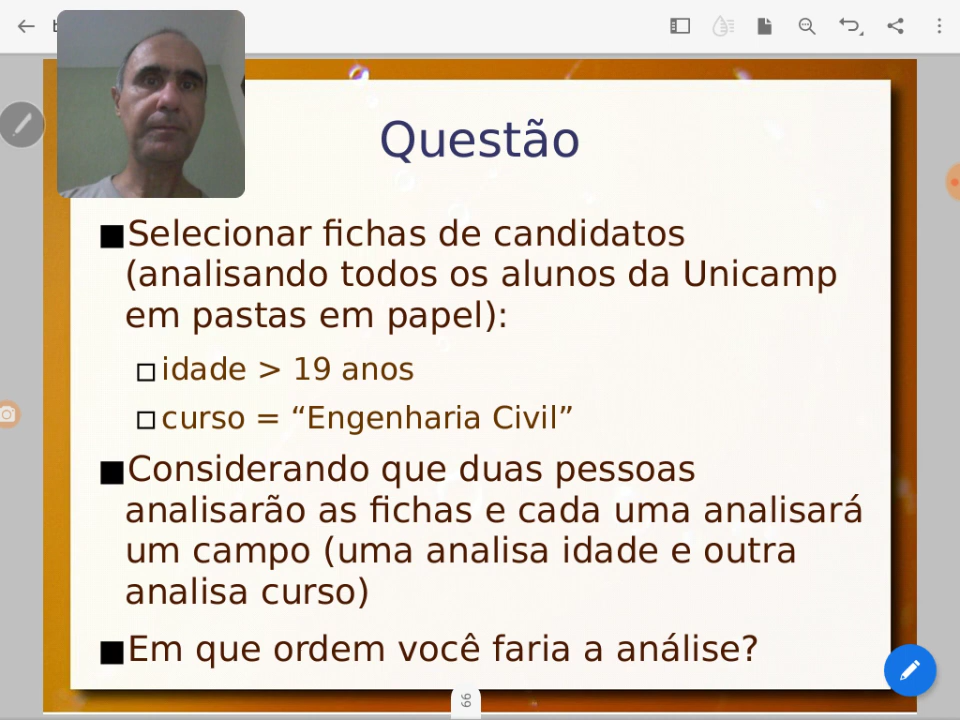 Questão
Selecionar fichas de candidatos
(analisando todos os alunos da Unicamp
em pastas em papel):
idade > 19 anos
curso = “Engenharia Civil”
Considerando que duas pessoas
analisarão as fichas e cada uma analisará
um campo (uma analisa idade e outra
analisa curso)
Em que ordem você faria a análise?
66